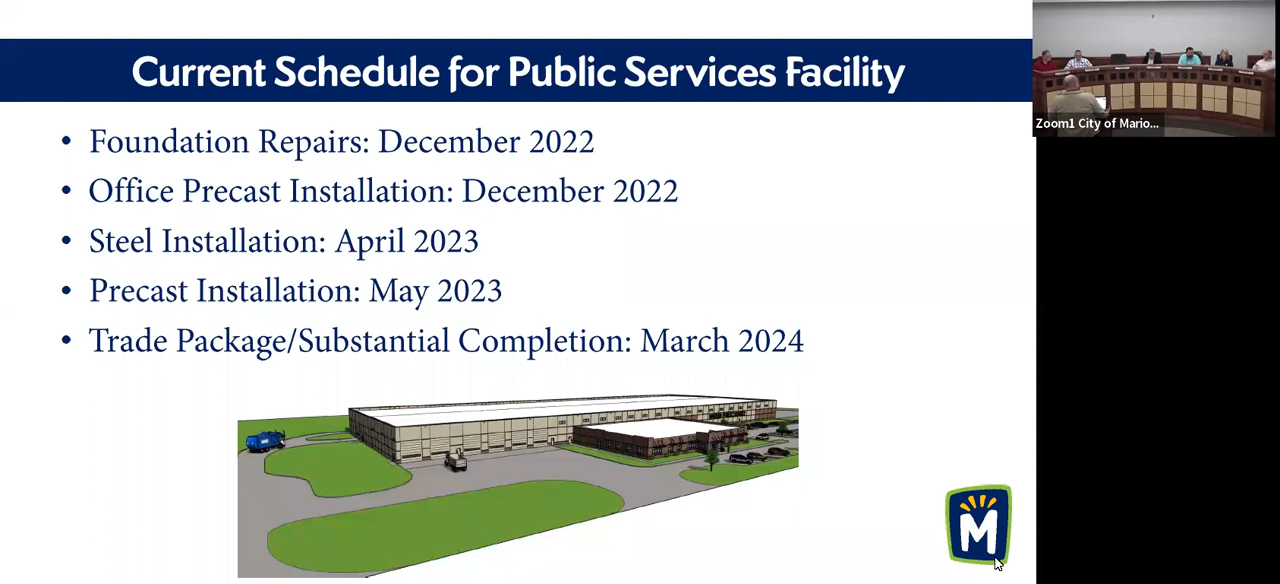 Current Schedule for Public Services Facility
• Foundation Repairs: December 2022
• Office Precast Installation: December 2022
• Steel Installation: April 2023
• Precast Installation: May 2023
• Trade Package/Substantial Completion: March 2024
M
Zoom1 City of Mario...